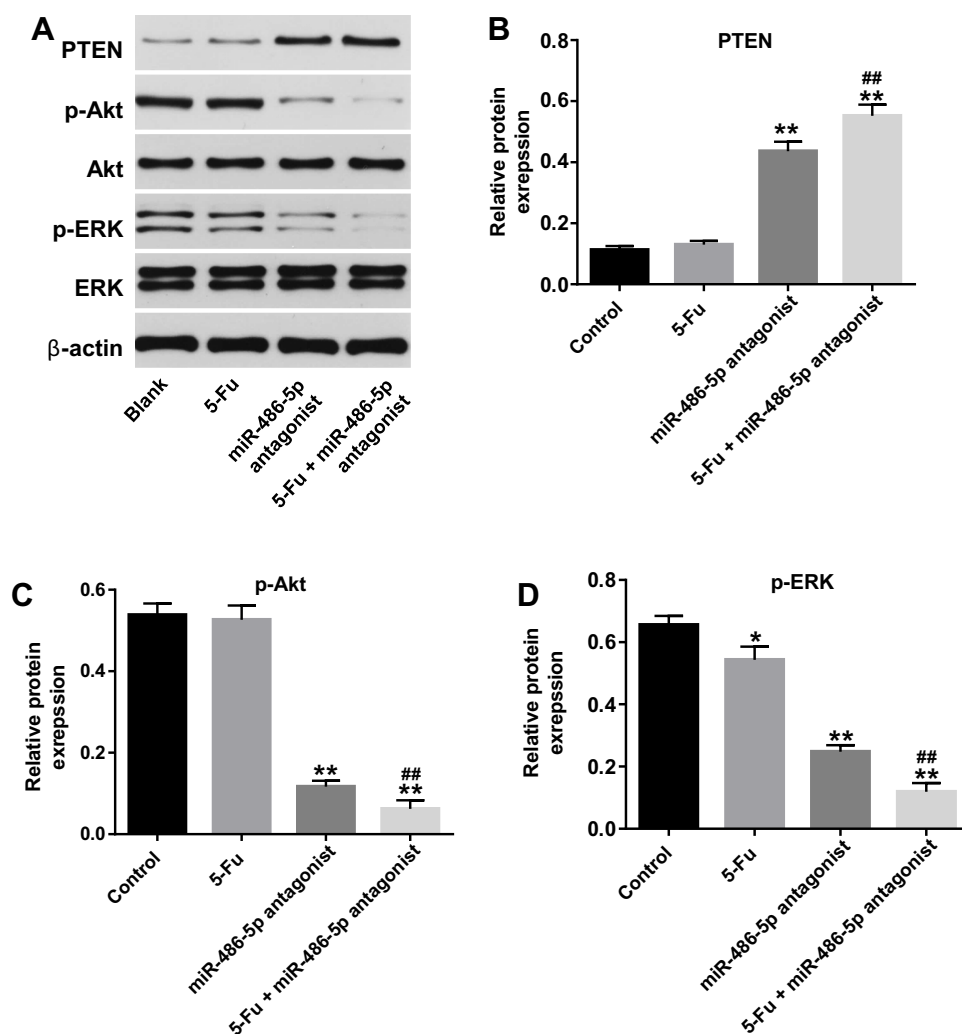 A
PTEN
p-Akt
Akt
p-ERK
ERK
β-actin
Blank
5-Fu
miR-486-5p
antagonist
5-Fu + miR-486-5p
antagonist
B
PTEN
Relative protein
exrepssion
0.8
0.6
0.4
0.2
0.0
**
##
**
Control
5-Fu
miR-486-5p antagonist
5-Fu + miR-486-5p antagonist
C
p-Akt
Relative protein
exrepssion
0.6
0.4
0.2
0.0
**
##
**
Control
5-Fu
miR-486-5p antagonist
5-Fu + miR-486-5p antagonist
D
p-ERK
Relative protein
exrepssion
0.8
0.6
0.4
0.2
0.0
*
**
##
**
Control
5-Fu
miR-486-5p antagonist
5-Fu + miR-486-5p antagonist